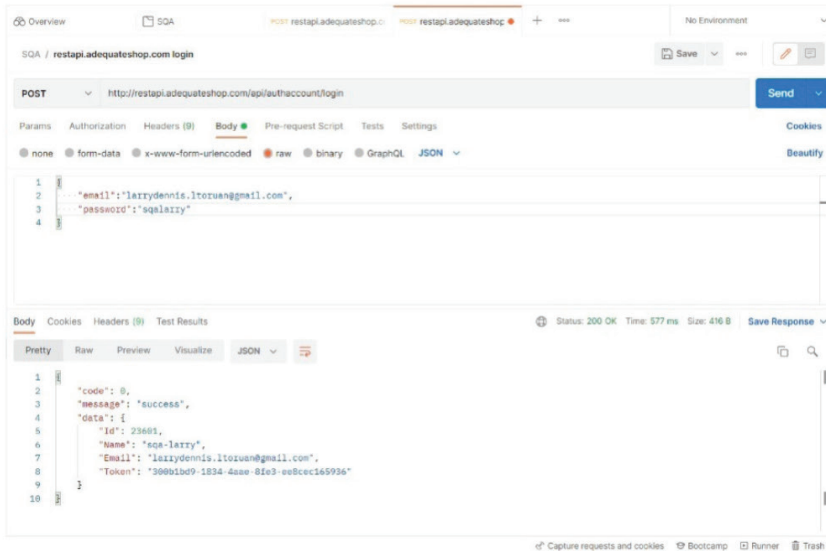 Overview SQA POST restapi.adequateshop.c POST restapi.adequateshop + ••• No Environment
SQA / restapi.adequateshop.com login Save •••
POST http://restapi.adequateshop.com/api/authaccount/login Send
Params Authorization Headers (9) Body Pre-request Script Tests Settings Cookies
none form-data x-www-form-urlencoded raw binary GraphQL JSON Beautify
1 {
2 "email":"larrydennis.ltoruan@gmail.com",
3 "password":"sqalarry"
4 }
Body Cookies Headers (9) Test Results Status: 200 OK Time: 577 ms Size: 416 B Save Response
Pretty Raw Preview Visualize JSON
1 {
2 "code": 0,
3 "message": "success",
4 "data": {
5 "Id": 23601,
6 "Name": "sqa-larry",
7 "Email": "larrydennis.ltoruan@gmail.com",
8 "Token": "300b1bd9-1834-4aae-8fe3-ee8cec165936"
9 }
10 }
Capture requests and cookies Bootcamp Runner Trash